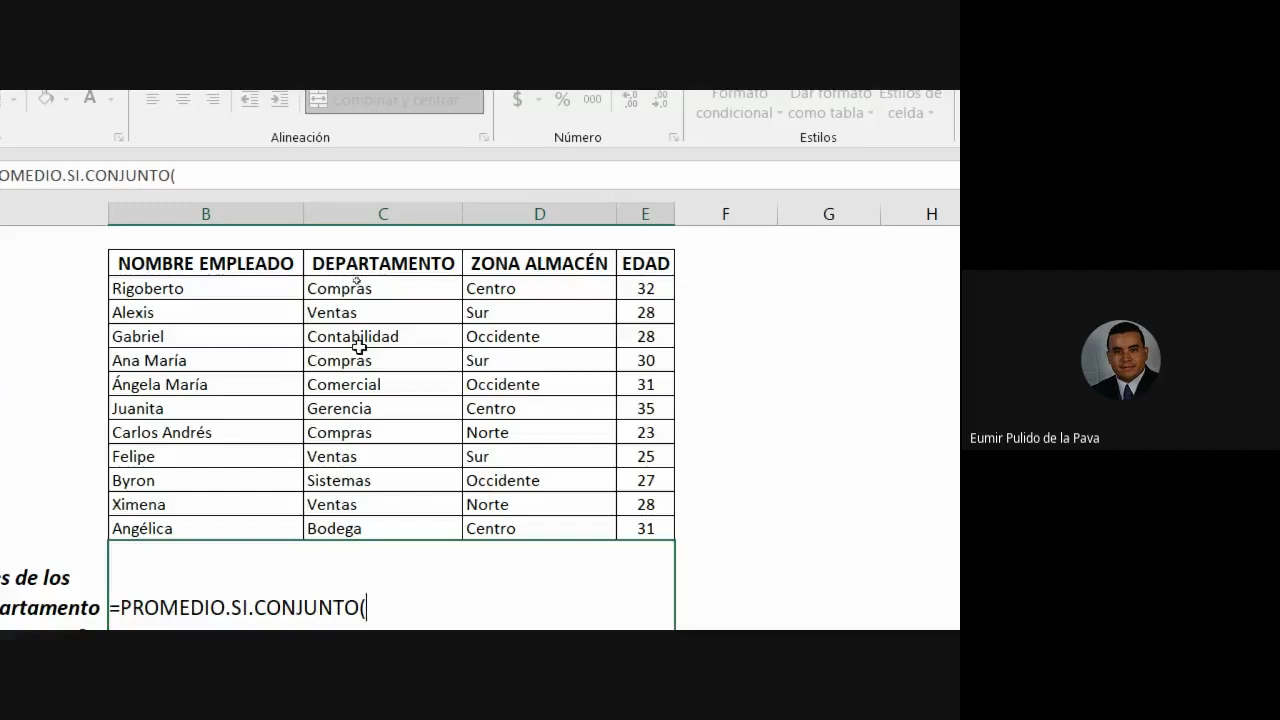 A
Combinar y centrar
$ % 000
Formato condicional
Dar formato como tabla
Estilos de celda
Alineación
Número
Estilos
OMEDIO.SI.CONJUNTO(
B C D E F G H
NOMBRE EMPLEADO DEPARTAMENTO ZONA ALMACÉN EDAD
Rigoberto Compras Centro 32
Alexis Ventas Sur 28
Gabriel Contabilidad Occidente 28
Ana María Compras Sur 30
Ángela María Comercial Occidente 31
Juanita Gerencia Centro 35
Carlos Andrés Compras Norte 23
Felipe Ventas Sur 25
Byron Sistemas Occidente 27
Ximena Ventas Norte 28
Angélica Bodega Centro 31
es de los
artamento =PROMEDIO.SI.CONJUNTO(
Eumir Pulido de la Pava